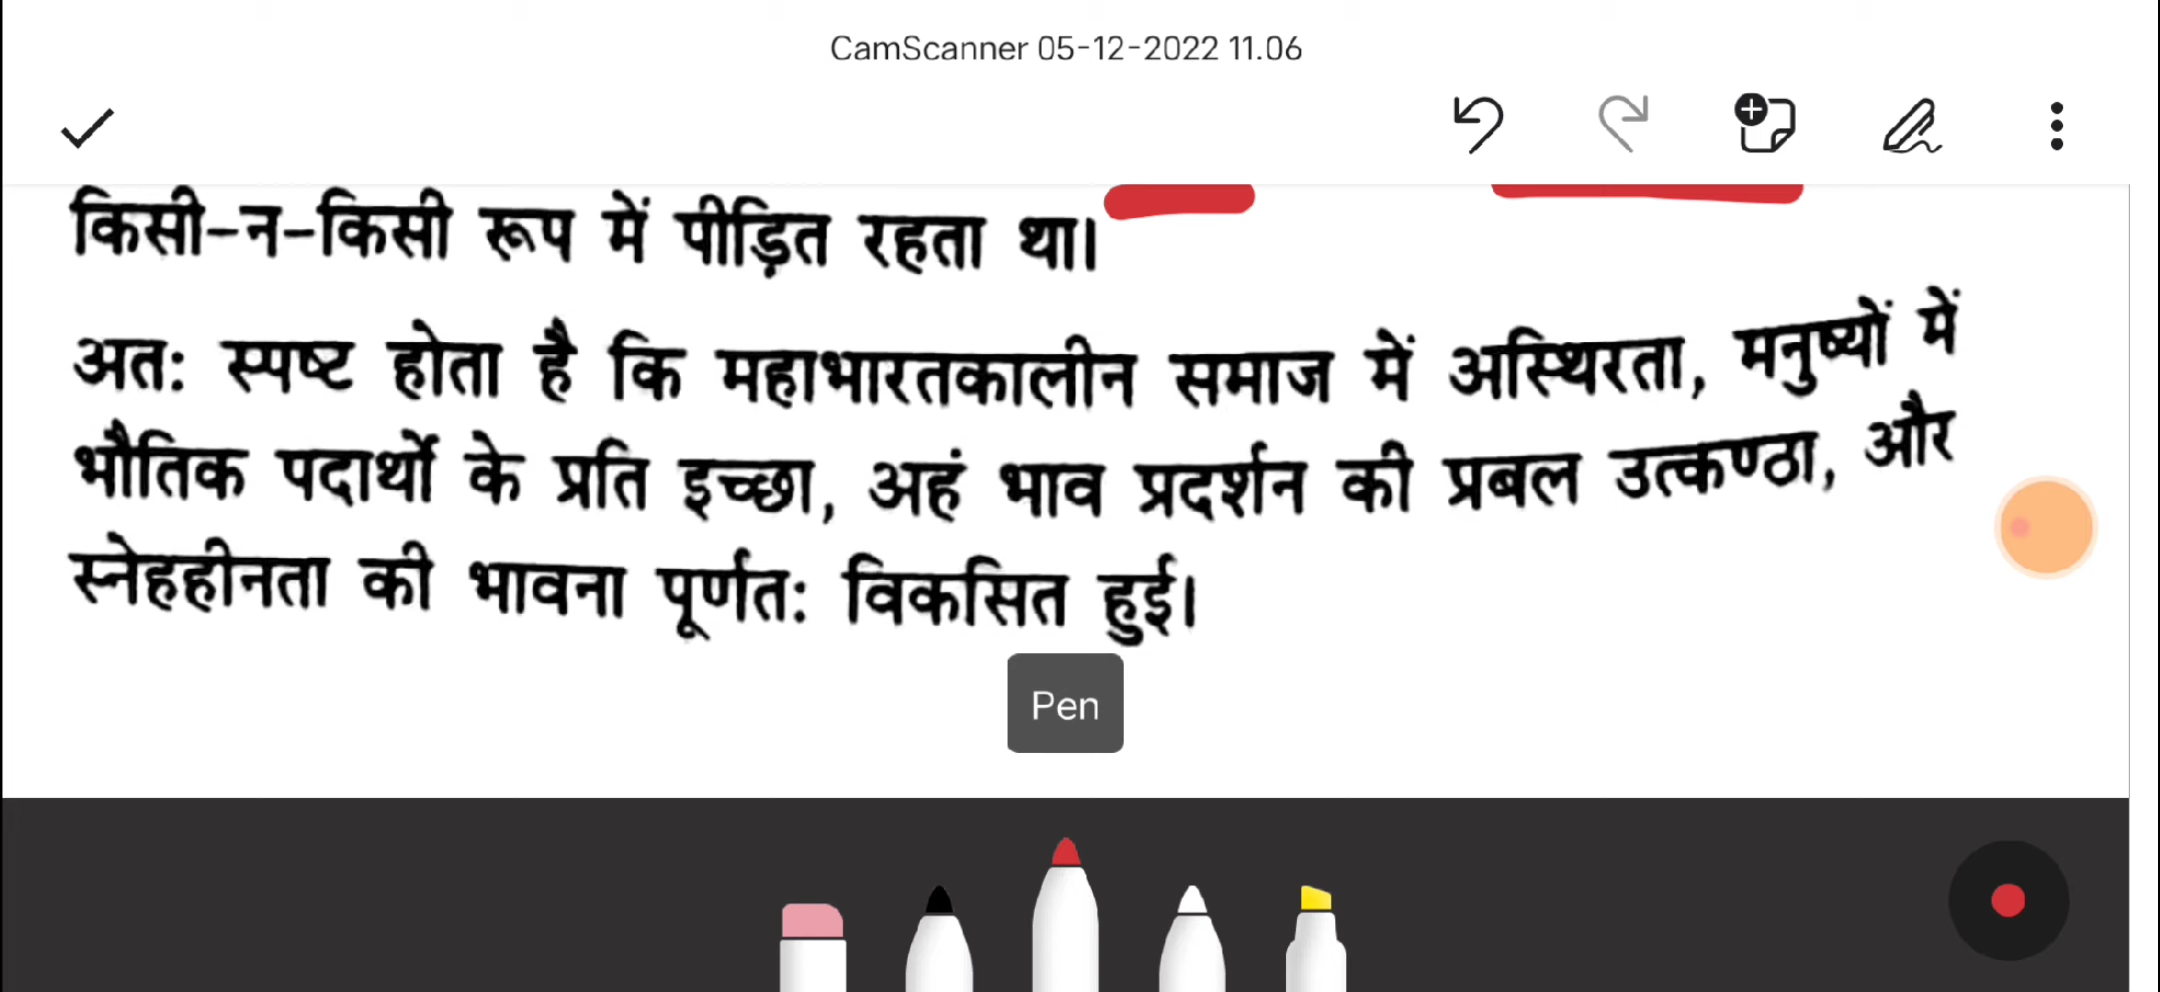 CamScanner 05-12-2022 11.06
किसी-न-किसी रूप में पीड़ित रहता था।
अतः स्पष्ट होता है कि महाभारतकालीन समाज में अस्थिरता, मनुष्यों में
भौतिक पदार्थो के प्रति इच्छा, अहं भाव प्रदर्शन की प्रबल उत्कण्ठा, और
स्नेहहीनता की भावना पूर्णतः विकसित हुई।
Pen